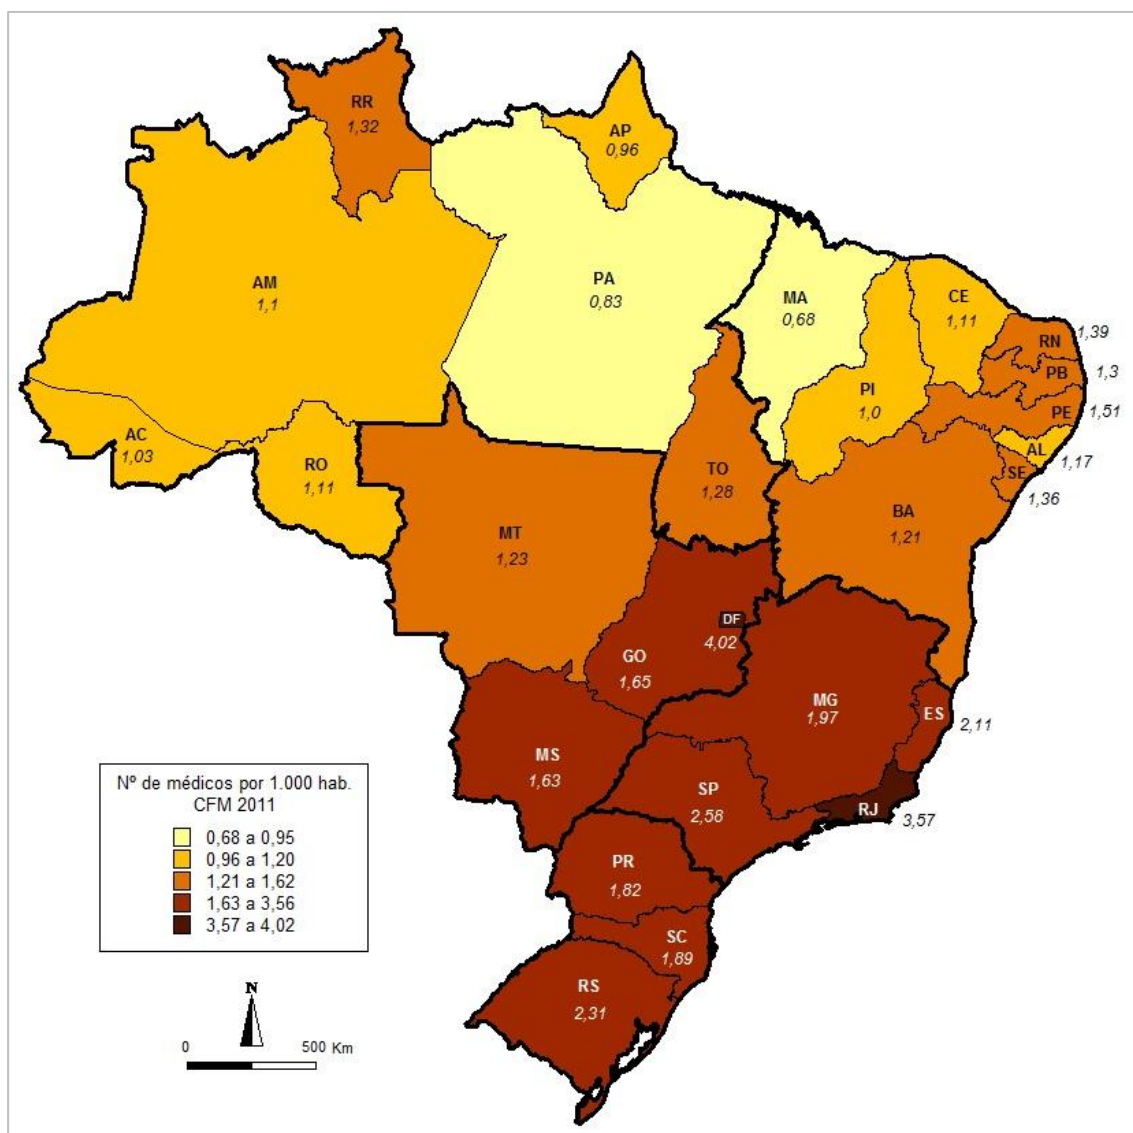 RR
1,32
AP
0,96
AM
1,1
PA
0,83
MA
0,68
CE
1,11
RN
1,39
PB
1,3
PI
1,0
PE
1,51
AC
1,03
RO
1,11
TO
1,28
AL
1,17
SE
1,36
BA
1,21
MT
1,23
DF
4,02
GO
1,65
MG
1,97
ES
2,11
MS
1,63
SP
2,58
RJ
3,57
PR
1,82
SC
1,89
RS
2,31
Nº de médicos por 1.000 hab.
CFM 2011
0,68 a 0,95
0,96 a 1,20
1,21 a 1,62
1,63 a 3,56
3,57 a 4,02
N
0 500 Km